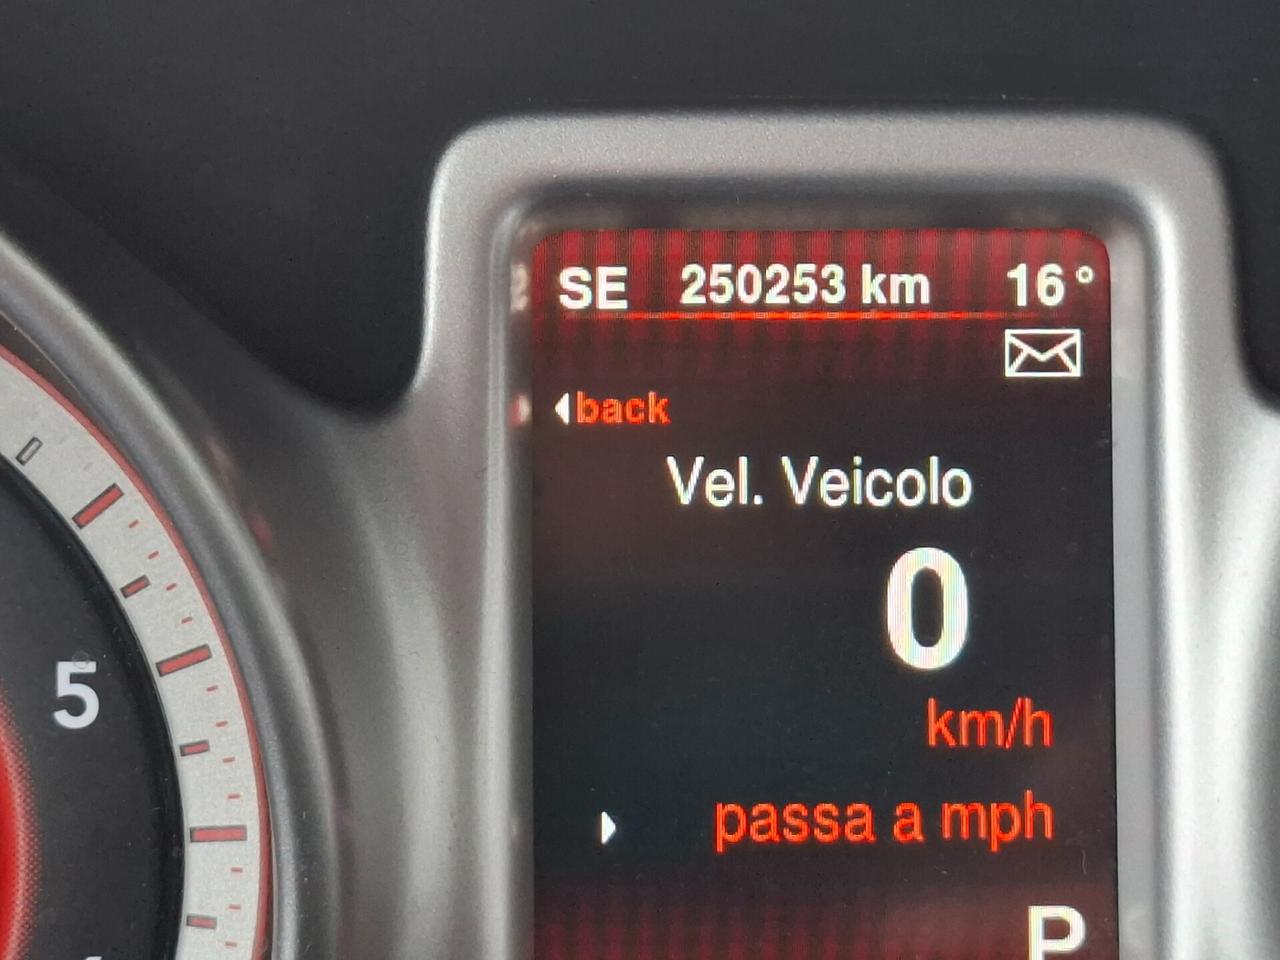 SE 250253 km 16°
back
Vel. Veicolo
0
km/h
passa a mph
P
5